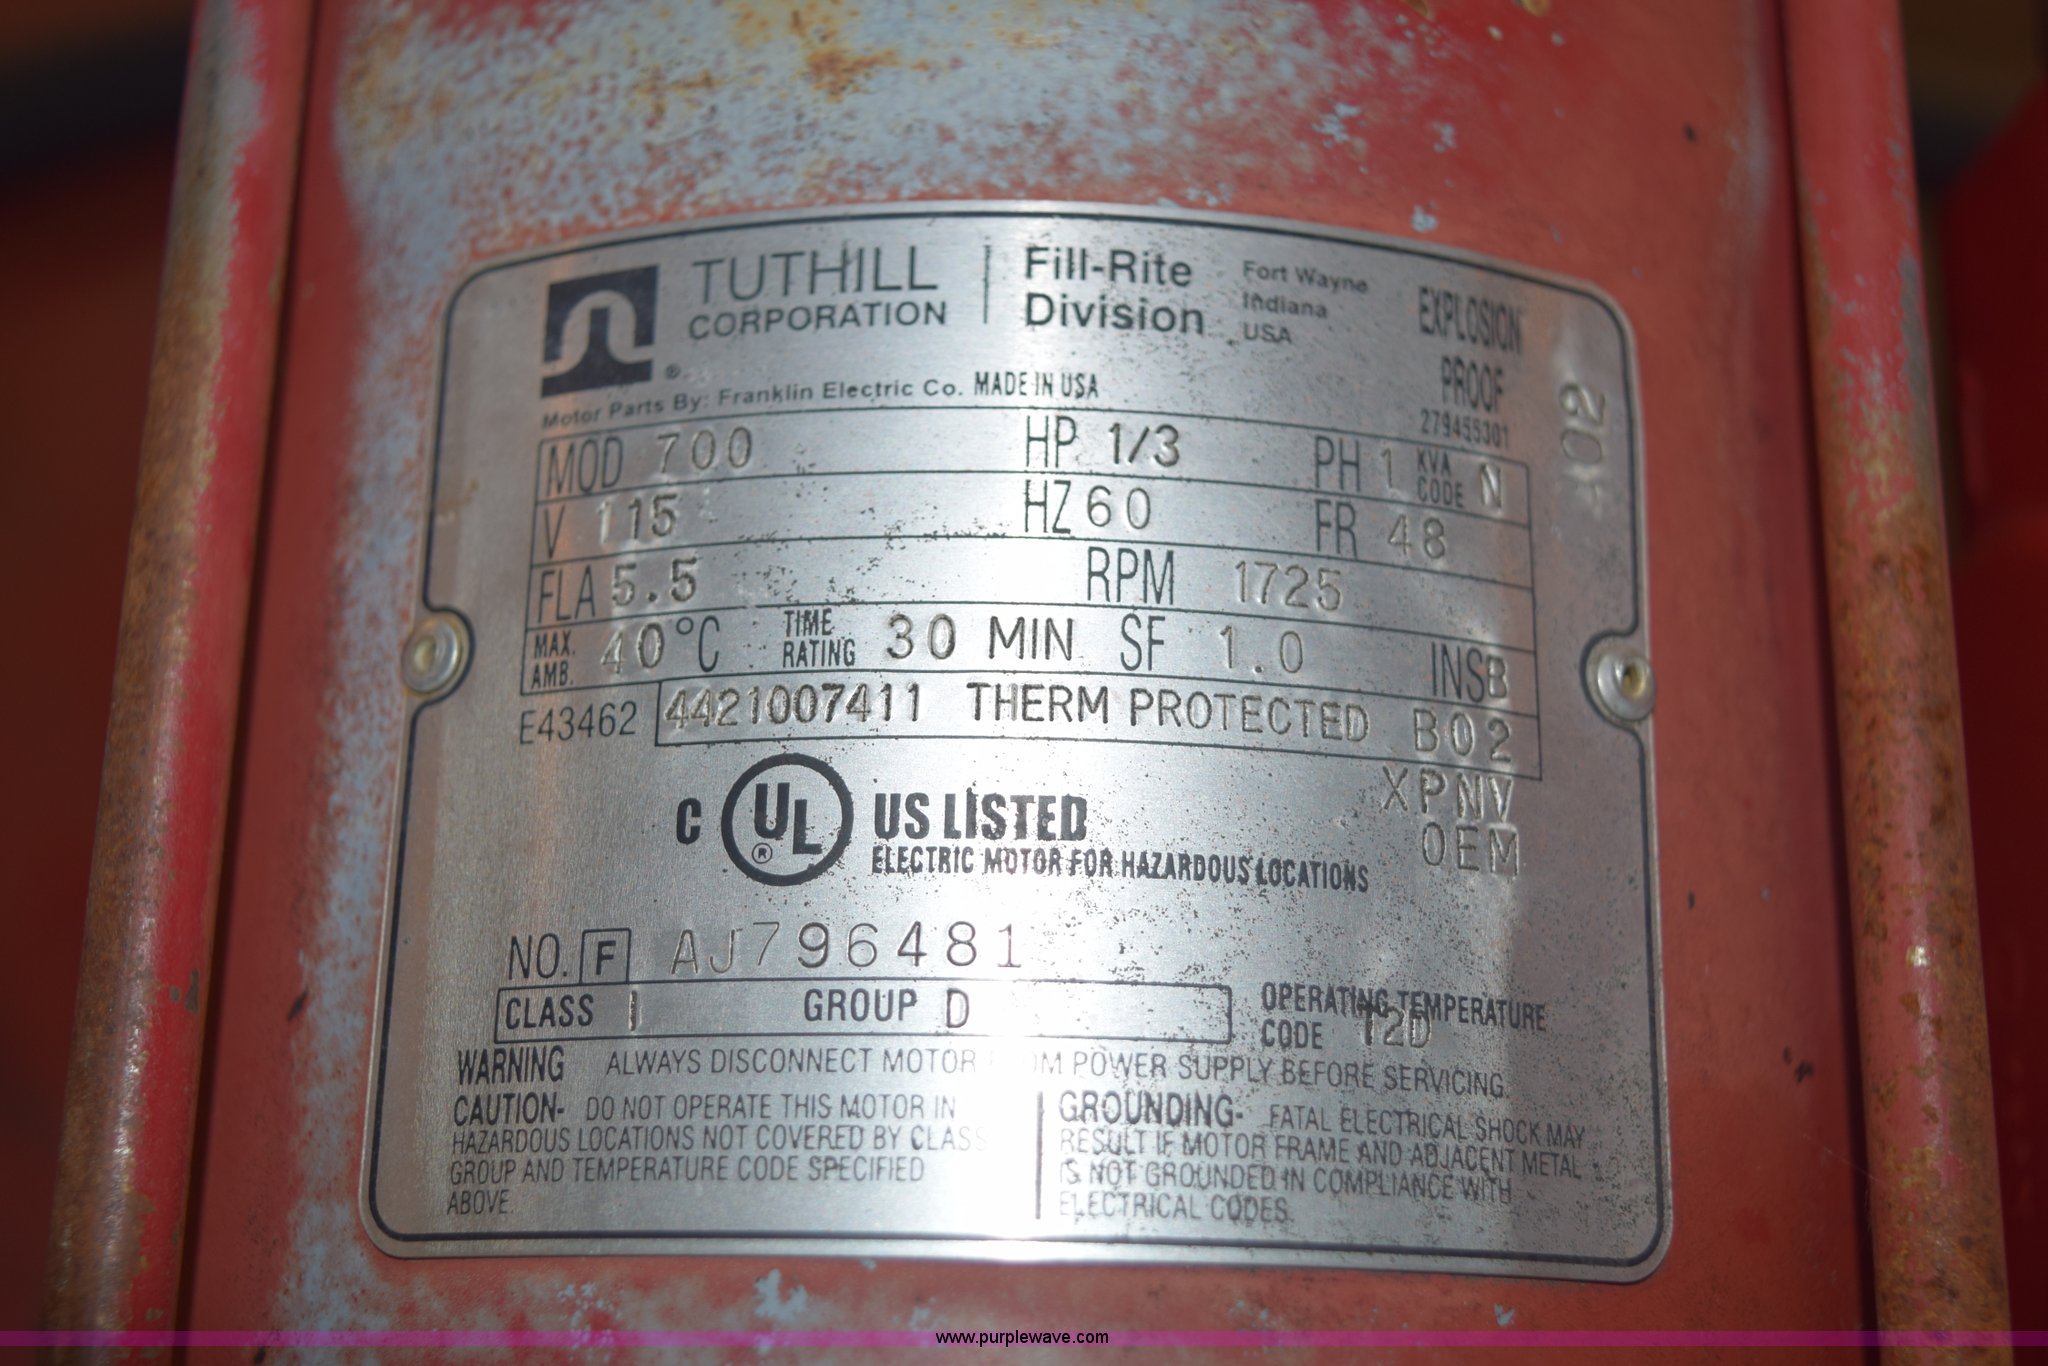 TUTHILL CORPORATION
Fill-Rite Division
Fort Wayne Indiana USA
EXPLOSION PROOF
279455301
®
Motor Parts By: Franklin Electric Co. MADE IN USA
02
MOD 700 HP 1/3 PH 1 KVA CODE N
V 115 HZ 60 FR 48
FLA 5.5 RPM 1725
MAX. AMB. 40°C TIME RATING 30 MIN SF 1.0 INS B
E43462 4421007411 THERM PROTECTED B02
XPNV
OEM
C UL ® US LISTED
ELECTRIC MOTOR FOR HAZARDOUS LOCATIONS
NO. F AJ796481
CLASS I GROUP D
OPERATING TEMPERATURE
CODE T2D
WARNING ALWAYS DISCONNECT MOTOR POWER SUPPLY BEFORE SERVICING
CAUTION- DO NOT OPERATE THIS MOTOR IN
HAZARDOUS LOCATIONS NOT COVERED BY CLASS
GROUP AND TEMPERATURE CODE SPECIFIED
ABOVE.
GROUNDING- FATAL ELECTRICAL SHOCK MAY
RESULT IF MOTOR FRAME AND ADJACENT METAL
IS NOT GROUNDED IN COMPLIANCE WITH
ELECTRICAL CODES.
www.purplewave.com